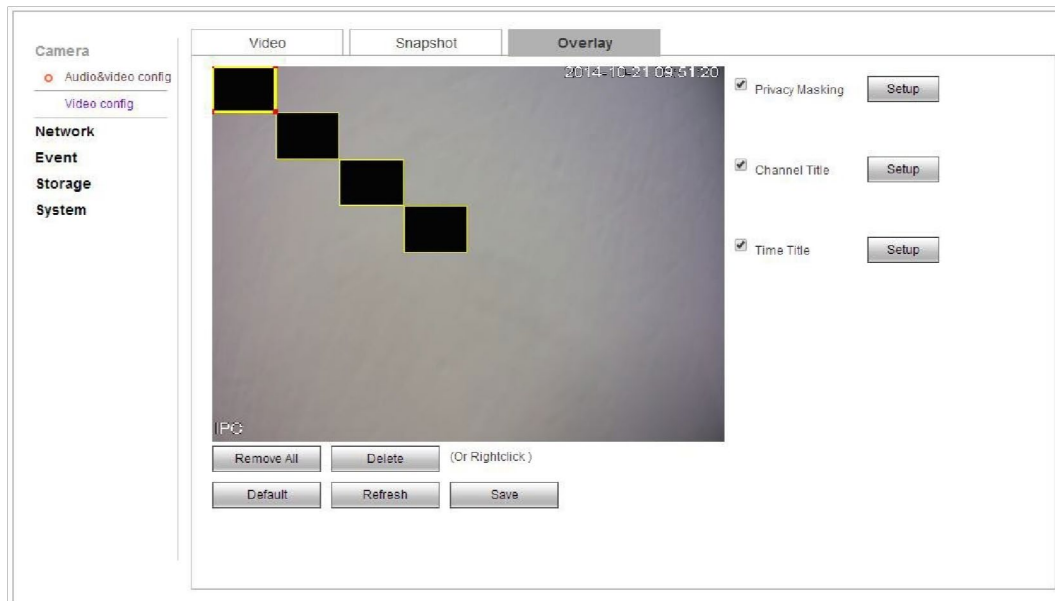 Camera
Audio&video config
Video config
Network
Event
Storage
System
Video
Snapshot
Overlay
2014-10-21 09:51:20
IPC
Privacy Masking
Setup
Channel Title
Setup
Time Title
Setup
Remove All
Delete
(Or Rightclick )
Default
Refresh
Save